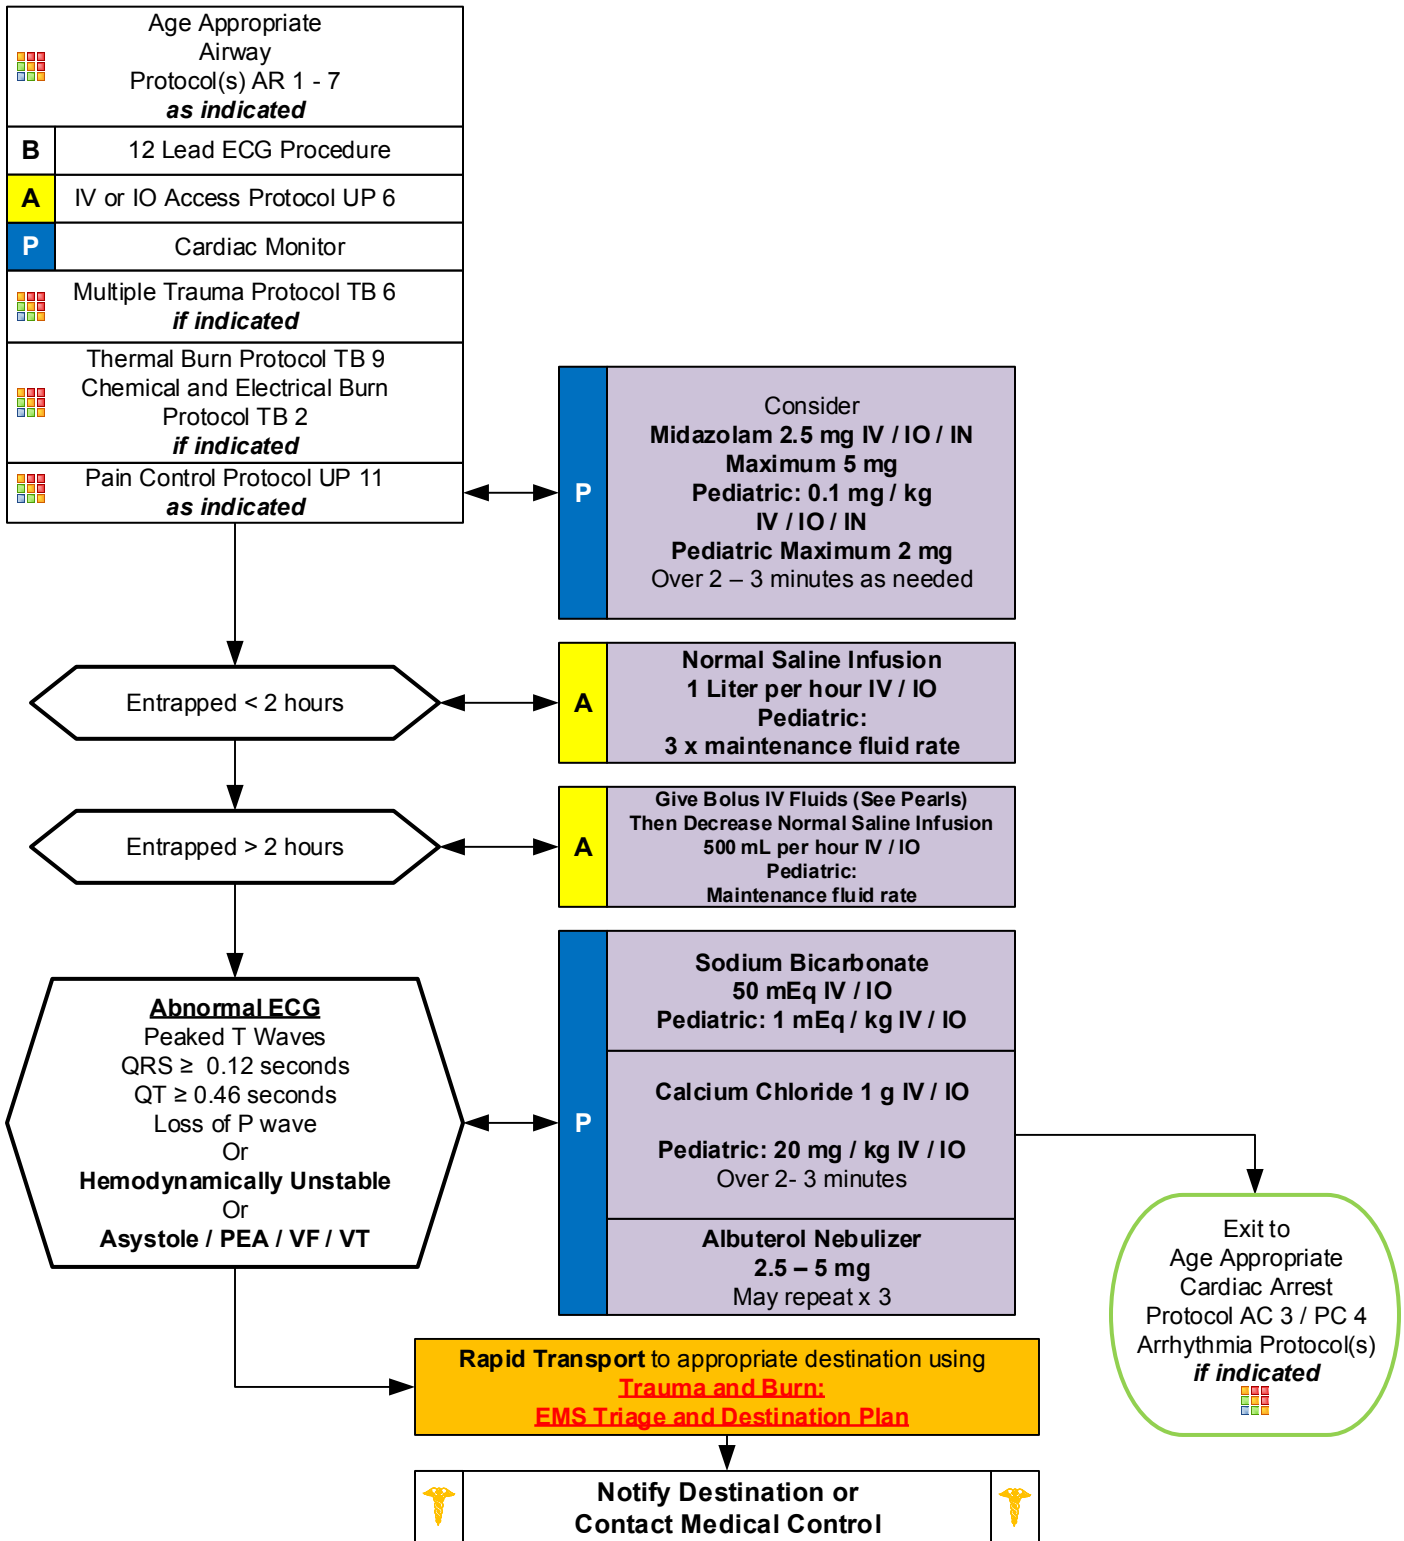 Age Appropriate
Airway
Protocol(s) AR 1 - 7
as indicated
B
12 Lead ECG Procedure
A
IV or IO Access Protocol UP 6
P
Cardiac Monitor
Multiple Trauma Protocol TB 6
if indicated
Thermal Burn Protocol TB 9
Chemical and Electrical Burn
Protocol TB 2
if indicated
Pain Control Protocol UP 11
as indicated
P
Consider
Midazolam 2.5 mg IV / IO / IN
Maximum 5 mg
Pediatric: 0.1 mg / kg
IV / IO / IN
Pediatric Maximum 2 mg
Over 2 – 3 minutes as needed
Entrapped < 2 hours
A
Normal Saline Infusion
1 Liter per hour IV / IO
Pediatric:
3 x maintenance fluid rate
Entrapped > 2 hours
A
Give Bolus IV Fluids (See Pearls)
Then Decrease Normal Saline Infusion
500 mL per hour IV / IO
Pediatric:
Maintenance fluid rate
Abnormal ECG
Peaked T Waves
QRS ≥ 0.12 seconds
QT ≥ 0.46 seconds
Loss of P wave
Or
Hemodynamically Unstable
Or
Asystole / PEA / VF / VT
P
Sodium Bicarbonate
50 mEq IV / IO
Pediatric: 1 mEq / kg IV / IO
Calcium Chloride 1 g IV / IO
Pediatric: 20 mg / kg IV / IO
Over 2- 3 minutes
Albuterol Nebulizer
2.5 – 5 mg
May repeat x 3
Exit to
Age Appropriate
Cardiac Arrest
Protocol AC 3 / PC 4
Arrhythmia Protocol(s)
if indicated
Rapid Transport to appropriate destination using
Trauma and Burn:
EMS Triage and Destination Plan
Notify Destination or
Contact Medical Control